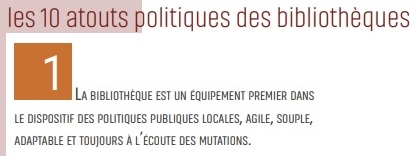 les 10 atouts politiques des bibliothèques
1
La bibliothèque est un équipement premier dans
le dispositif des politiques publiques locales, agile, souple,
adaptable et toujours à l'écoute des mutations.